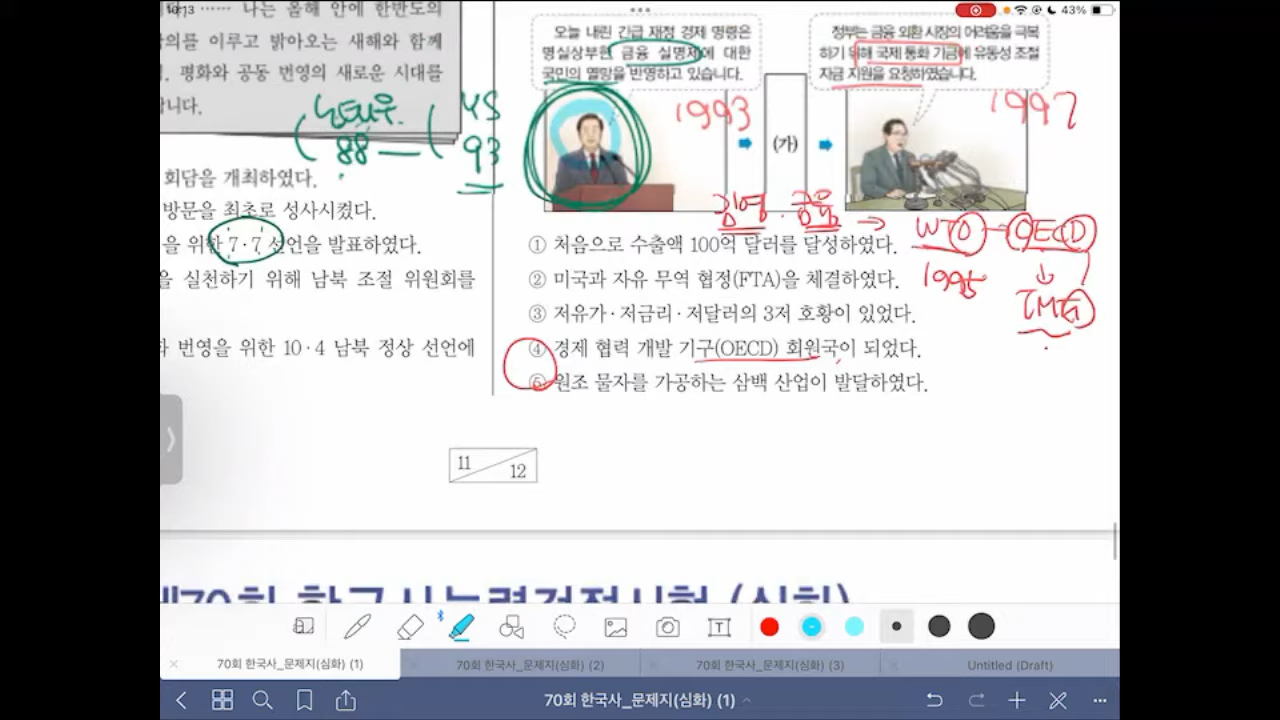 10:13
43%
…… 나는 올해 안에 한반도의
의를 이루고 밝아오는 새해와 함께
평화와 공동 번영의 새로운 시대를
니다.
노태우
88
YS
93
회담을 개최하였다.
방문을 최초로 성사시켰다.
을 위한 7·7 선언을 발표하였다.
을 실천하기 위해 남북 조절 위원회를
번영을 위한 10·4 남북 정상 선언에
오늘 내린 긴급 재정 경제 명령은
명실상부한 금융 실명제에 대한
국민의 열망을 반영하고 있습니다.
1993
(가)
정부는 금융 외환 시장의 어려움을 극복
하기 위해 국제 통화 기금에 유동성 조절
자금 지원을 요청하였습니다.
1997
김영. 금융 → WTO - OECD
1995
IMF
① 처음으로 수출액 100억 달러를 달성하였다.
② 미국과 자유 무역 협정(FTA)을 체결하였다.
③ 저유가·저금리·저달러의 3저 호황이 있었다.
④ 경제 협력 개발 기구(OECD) 회원국이 되었다.
⑤ 원조 물자를 가공하는 삼백 산업이 발달하였다.
11
12
제70회 한국사능력검정시험 (심화)
70회 한국사_문제지(심화) (1)
70회 한국사_문제지(심화) (2)
70회 한국사_문제지(심화) (3)
Untitled (Draft)
70회 한국사_문제지(심화) (1)